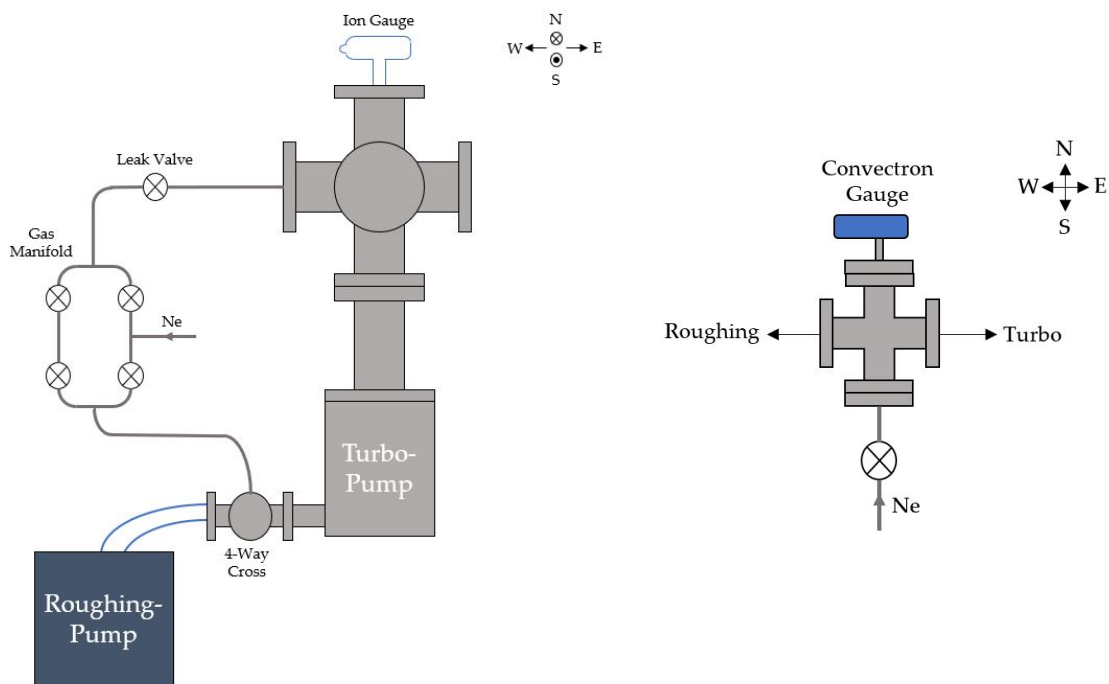 Ion Gauge
N
W E
S
Leak Valve
Gas
Manifold
Ne
Turbo-
Pump
4-Way
Cross
Roughing-
Pump
N
W E
S
Convectron
Gauge
Roughing
Turbo
Ne